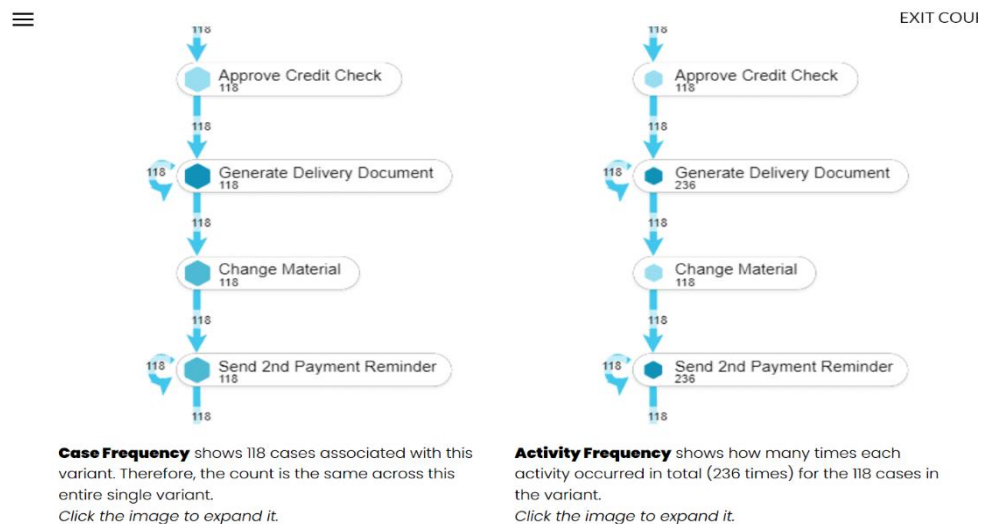 EXIT COUI
118
Approve Credit Check
118
118
118
Generate Delivery Document
118
118
Change Material
118
118
118
Send 2nd Payment Reminder
118
118
Case Frequency shows 118 cases associated with this
variant. Therefore, the count is the same across this
entire single variant.
Click the image to expand it.
118
Approve Credit Check
118
118
118
Generate Delivery Document
236
118
Change Material
118
118
118
Send 2nd Payment Reminder
236
118
Activity Frequency shows how many times each
activity occurred in total (236 times) for the 118 cases in
the variant.
Click the image to expand it.